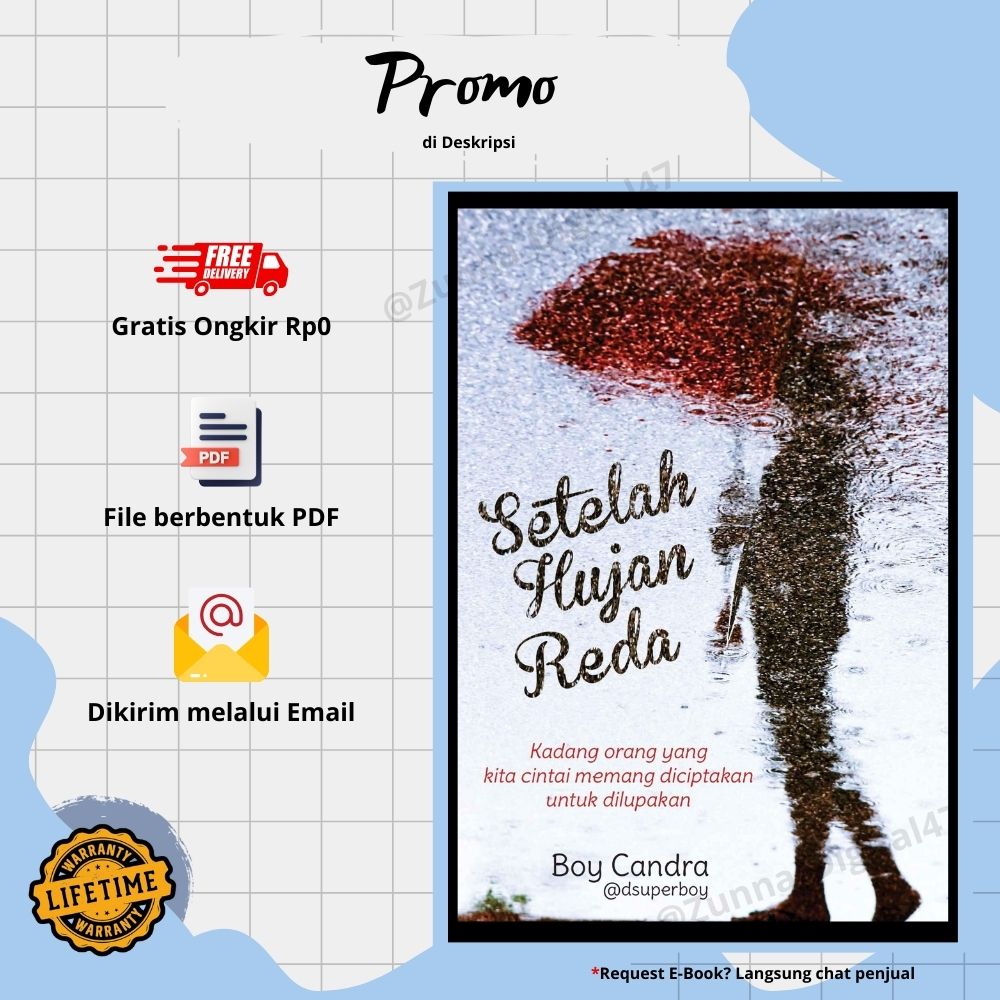 Promo
di Deskripsi
FREE
DELIVERY
Gratis Ongkir Rp0
PDF
File berbentuk PDF
@
Dikirim melalui Email
WARRANTY
LIFETIME
WARRANTY
Setelah
Hujan
Reda
Kadang orang yang
kita cintai memang diciptakan
untuk dilupakan
Boy Candra
@dsuperboy
*Request E-Book? Langsung chat penjual